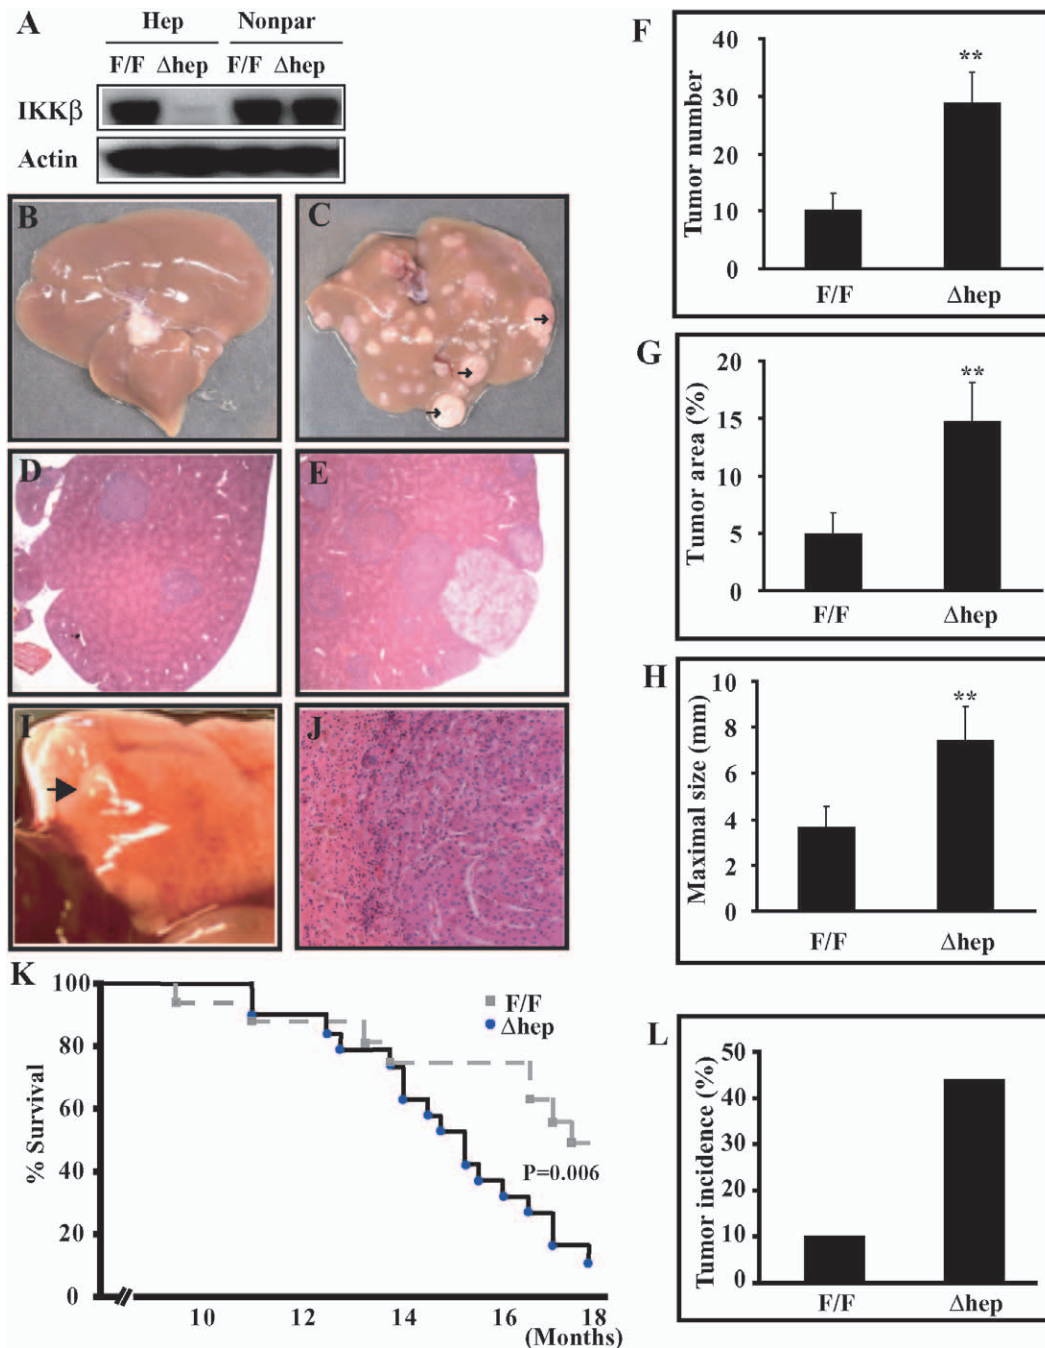 A
Hep Nonpar
F/F Δhep F/F Δhep
IKKβ
Actin
B
C
D
E
I
J
K
100
80
60
40
20
0
% Survival
F/F
Δhep
P=0.006
10 12 14 16 18
(Months)
F
Tumor number
40
30
20
10
0
**
F/F Δhep
G
Tumor area (%)
20
15
10
5
0
**
F/F Δhep
H
Maximal size (mm)
10
8
6
4
2
0
**
F/F Δhep
L
Tumor incidence (%)
50
40
30
20
10
0
F/F Δhep